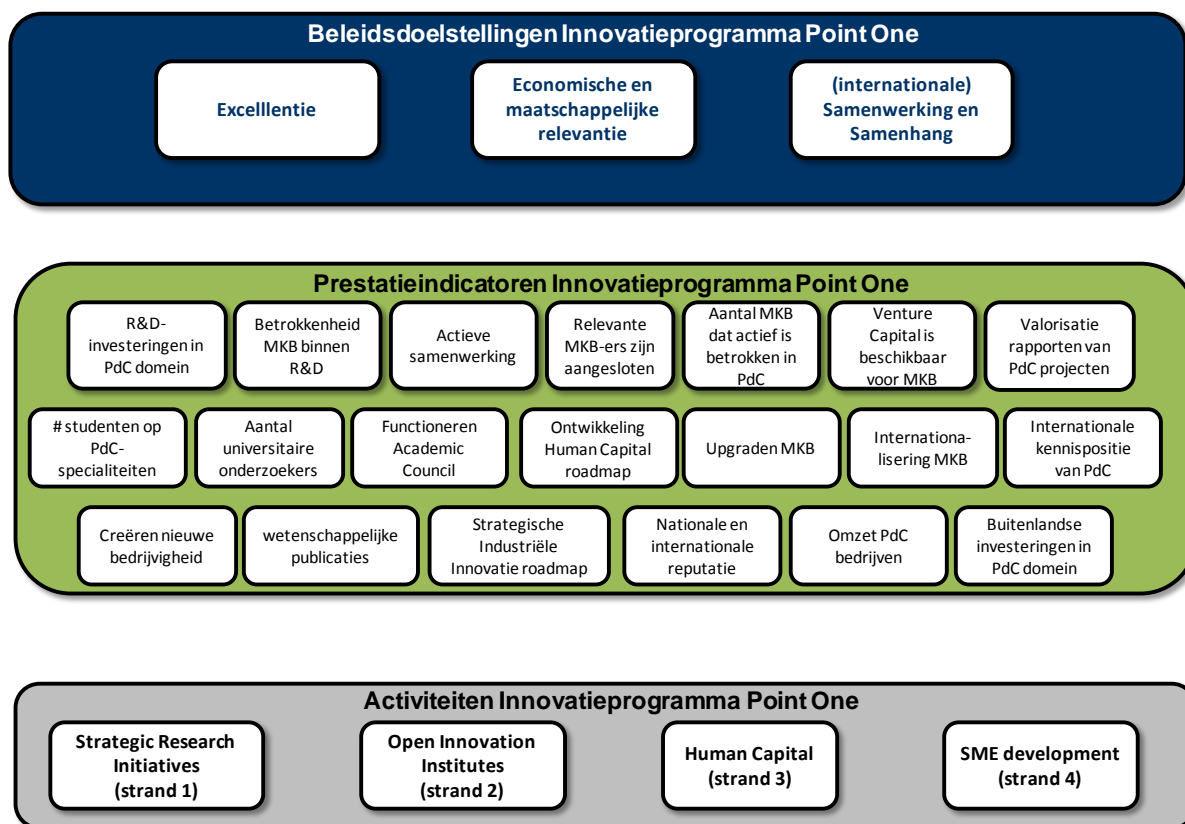 Beleidsdoelstellingen Innovatieprogramma Point One
Excelllentie
Economische en
maatschappelijke
relevantie
(internationale)
Samenwerking en
Samenhang
Prestatieindicatoren Innovatieprogramma Point One
R&D-
investeringen in
PdC domein
Betrokkenheid
MKB binnen
R&D
Actieve
samenwerking
Relevante
MKB-ers zijn
aangesloten
Aantal MKB
dat actief is
betrokken in
PdC
Venture
Capital is
beschikbaar
voor MKB
Valorisatie
rapporten van
PdC projecten
# studenten op
PdC-
specialiteiten
Aantal
universitaire
onderzoekers
Functioneren
Academic
Council
Ontwikkeling
Human Capital
roadmap
Upgraden MKB
Internationa-
lisering MKB
Internationale
kennispositie
van PdC
Creëren nieuwe
bedrijvigheid
wetenschappelijke
publicaties
Strategische
Industriële
Innovatie roadmap
Nationale en
internationale
reputatie
Omzet PdC
bedrijven
Buitenlandse
investeringen in
PdC domein
Activiteiten Innovatieprogramma Point One
Strategic Research
Initiatives
(strand 1)
Open Innovation
Institutes
(strand 2)
Human Capital
(strand 3)
SME development
(strand 4)